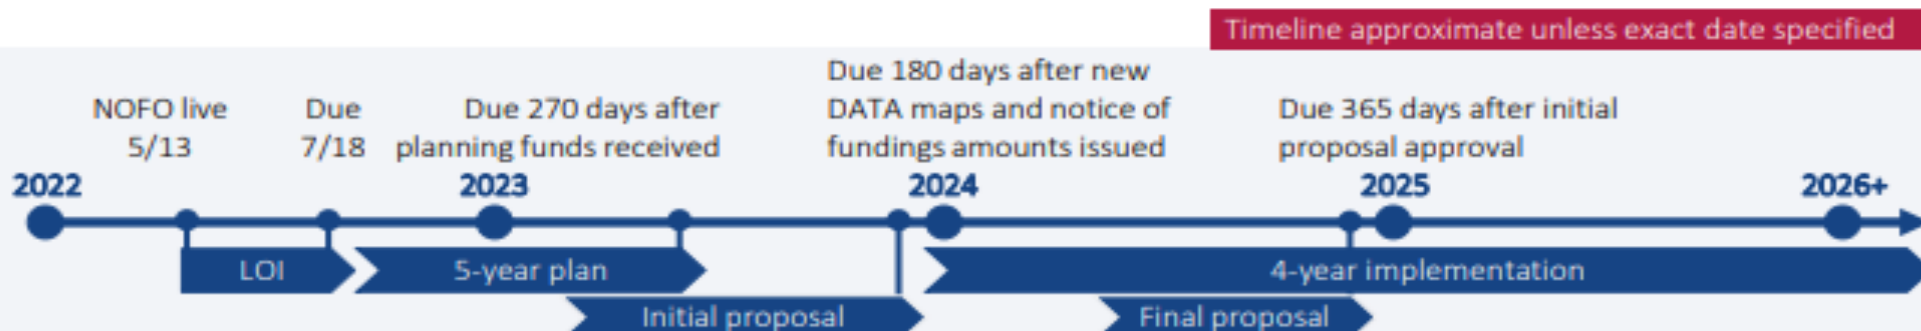 Timeline approximate unless exact date specified
NOFO live
5/13
Due
7/18
Due 270 days after
planning funds received
Due 180 days after new
DATA maps and notice of
fundings amounts issued
Due 365 days after initial
proposal approval
2022
2023
2024
2025
2026+
LOI
5-year plan
4-year implementation
Initial proposal
Final proposal